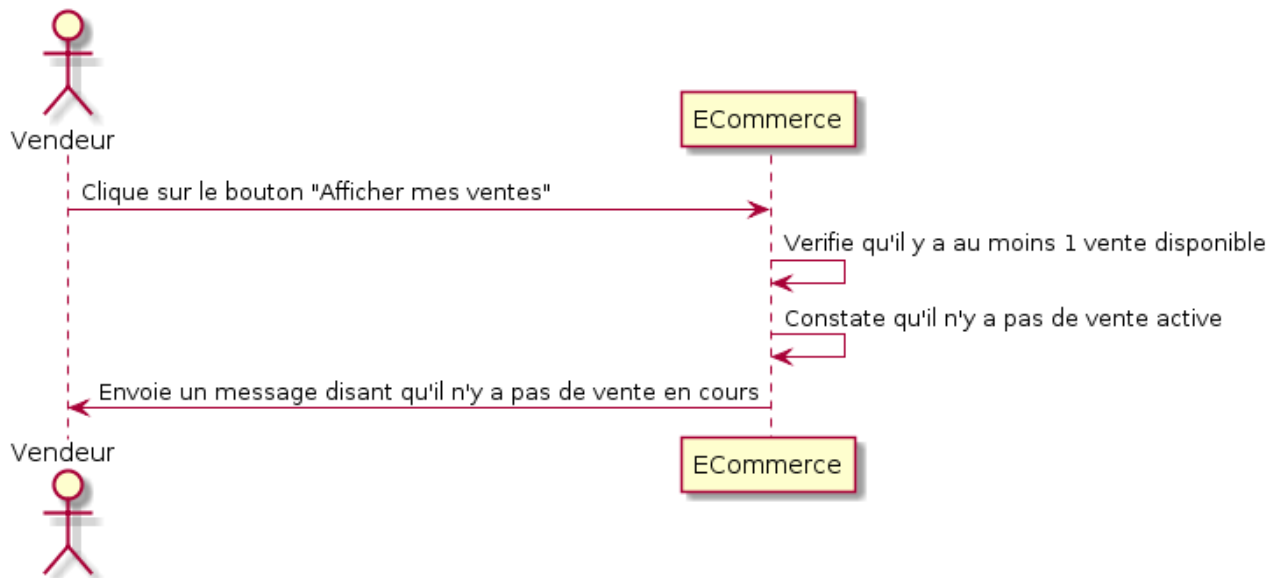 Vendeur
ECommerce
Clique sur le bouton "Afficher mes ventes"
Verifie qu'il y a au moins 1 vente disponible
Constate qu'il n'y a pas de vente active
Envoie un message disant qu'il n'y a pas de vente en cours
Vendeur
ECommerce